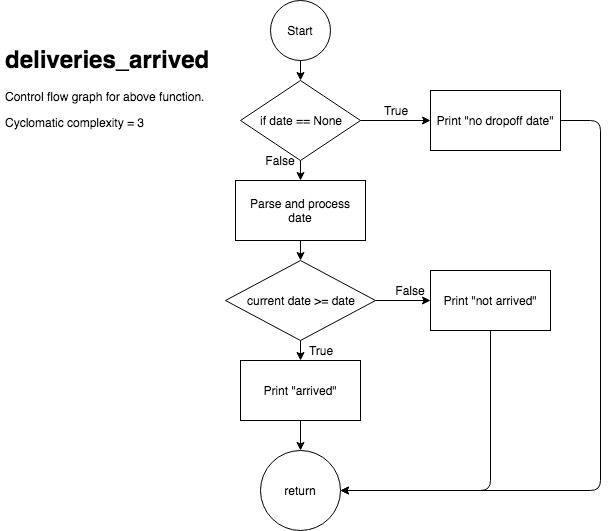 Start
deliveries_arrived
Control flow graph for above function.
Cyclomatic complexity = 3
if date == None
True
Print "no dropoff date"
False
Parse and process
date
current date >= date
False
Print "not arrived"
True
Print "arrived"
return